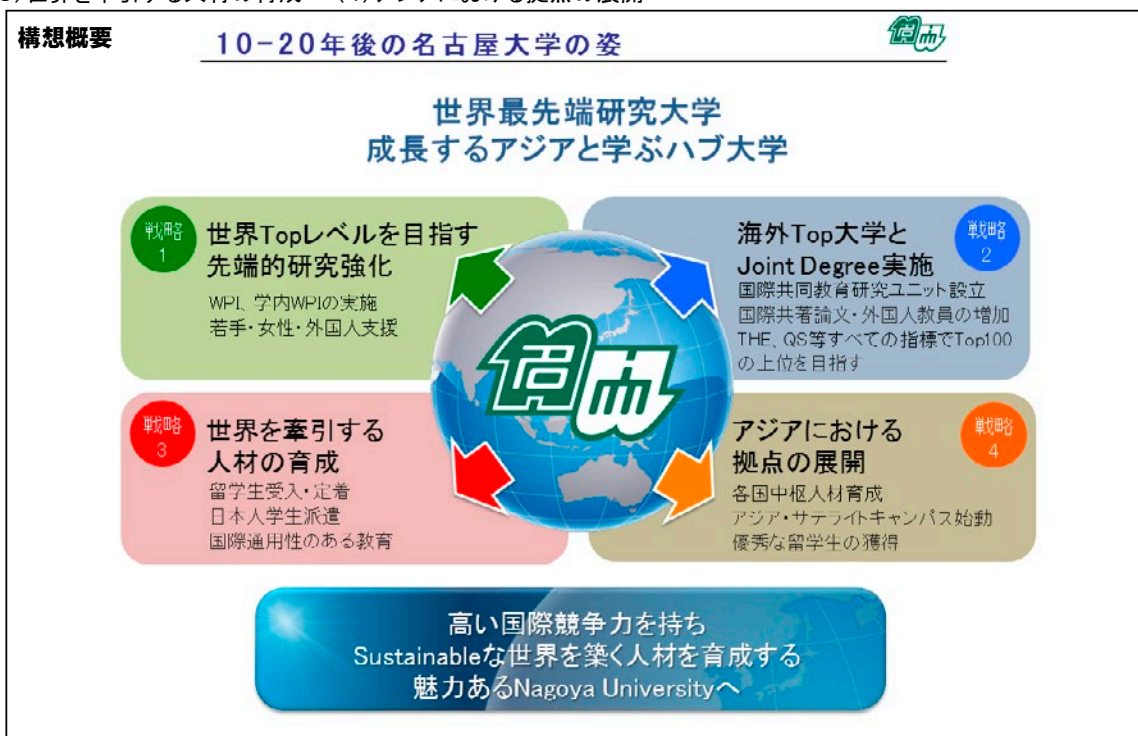 構想概要
10-20年後の名古屋大学の姿
世界最先端研究大学
成長するアジアと学ぶハブ大学
戦略
1
世界Topレベルを目指す
先端的研究強化
WPI、学内WPIの実施
若手・女性・外国人支援
海外Top大学と
Joint Degree実施
戦略
2
国際共同教育研究ユニット設立
国際共著論文・外国人教員の増加
THE、QS等すべての指標でTop100
の上位を目指す
戦略
3
世界を牽引する
人材の育成
留学生受入・定着
日本人学生派遣
国際通用性のある教育
アジアにおける
拠点の展開
戦略
4
各国中枢人材育成
アジア・サテライトキャンパス始動
優秀な留学生の獲得
名大
高い国際競争力を持ち
Sustainableな世界を築く人材を育成する
魅力あるNagoya Universityへ